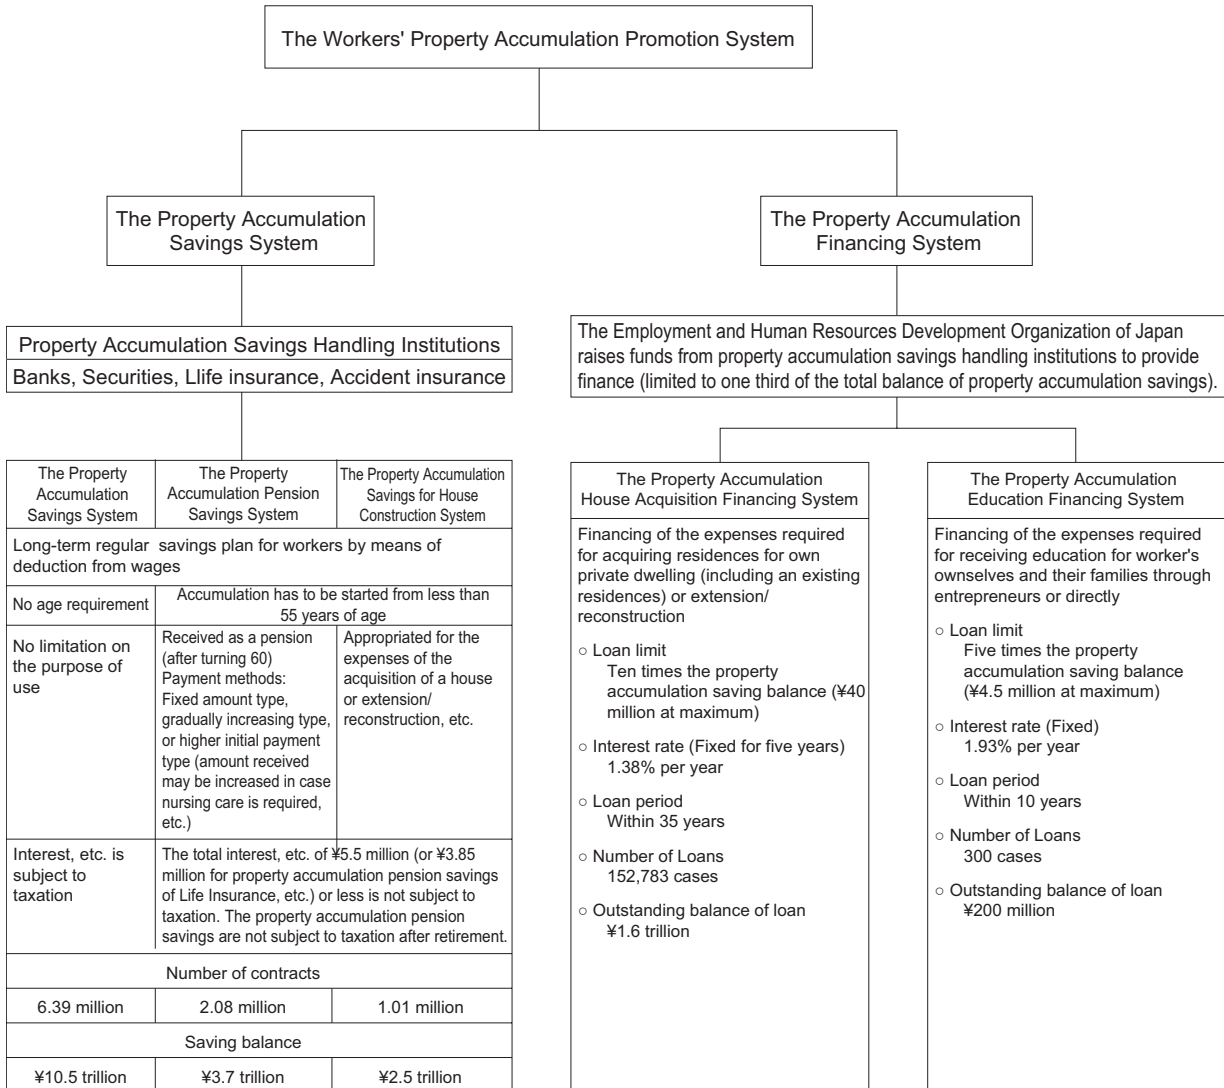 The Workers' Property Accumulation Promotion System
The Property Accumulation
Savings System
The Property Accumulation
Financing System
Property Accumulation Savings Handling Institutions
Banks, Securities, Llife insurance, Accident insurance
The Employment and Human Resources Development Organization of Japan
raises funds from property accumulation savings handling institutions to provide
finance (limited to one third of the total balance of property accumulation savings).
The Property
Accumulation
Savings System
The Property
Accumulation Pension
Savings System
The Property Accumulation
Savings for House
Construction System
Long-term regular savings plan for workers by means of
deduction from wages
No age requirement
Accumulation has to be started from less than
55 years of age
No limitation on
the purpose of
use
Received as a pension
(after turning 60)
Payment methods:
Fixed amount type,
gradually increasing type,
or higher initial payment
type (amount received
may be increased in case
nursing care is required,
etc.)
Appropriated for the
expenses of the
acquisition of a house
or extension/
reconstruction, etc.
Interest, etc. is
subject to
taxation
The total interest, etc. of ¥5.5 million (or ¥3.85
million for property accumulation pension savings
of Life Insurance, etc.) or less is not subject to
taxation. The property accumulation pension
savings are not subject to taxation after retirement.
Number of contracts
6.39 million
2.08 million
1.01 million
Saving balance
¥10.5 trillion
¥3.7 trillion
¥2.5 trillion
The Property Accumulation
House Acquisition Financing System
Financing of the expenses required
for acquiring residences for own
private dwelling (including an existing
residences) or extension/
reconstruction
○ Loan limit
Ten times the property
accumulation saving balance (¥40
million at maximum)
○ Interest rate (Fixed for five years)
1.38% per year
○ Loan period
Within 35 years
○ Number of Loans
152,783 cases
○ Outstanding balance of loan
¥1.6 trillion
The Property Accumulation
Education Financing System
Financing of the expenses required
for receiving education for worker's
ownselves and their families through
entrepreneurs or directly
○ Loan limit
Five times the property
accumulation saving balance
(¥4.5 million at maximum)
○ Interest rate (Fixed)
1.93% per year
○ Loan period
Within 10 years
○ Number of Loans
300 cases
○ Outstanding balance of loan
¥200 million